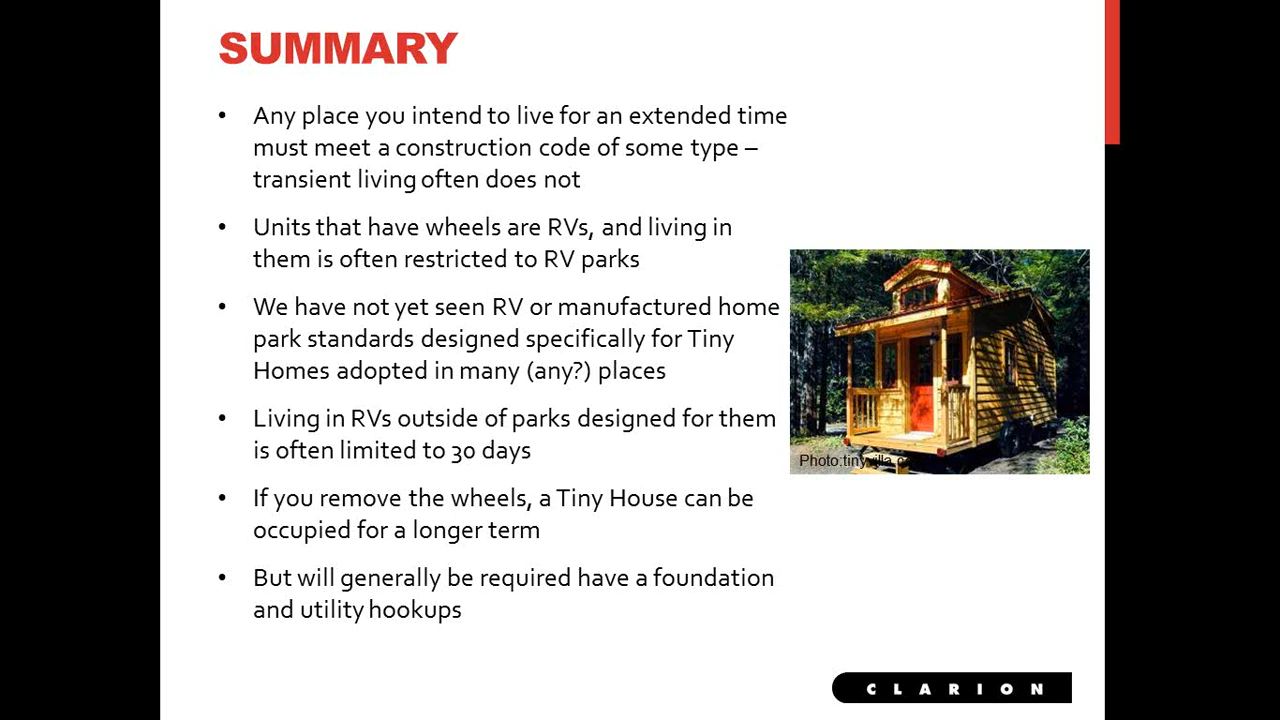 SUMMARY
• Any place you intend to live for an extended time
must meet a construction code of some type –
transient living often does not
• Units that have wheels are RVs, and living in
them is often restricted to RV parks
• We have not yet seen RV or manufactured home
park standards designed specifically for Tiny
Homes adopted in many (any?) places
• Living in RVs outside of parks designed for them
is often limited to 30 days
• If you remove the wheels, a Tiny House can be
occupied for a longer term
• But will generally be required have a foundation
and utility hookups
Photo:
CLARION